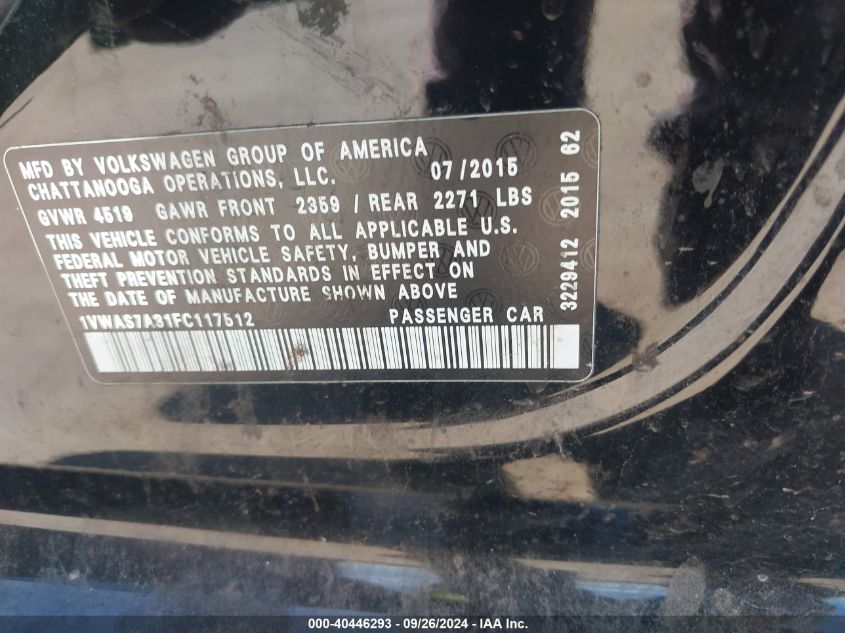 MFD BY VOLKSWAGEN GROUP OF AMERICA
CHATTANOOGA OPERATIONS, LLC. 07/2015
GVWR 4519 GAWR FRONT 2359 / REAR 2271 LBS
THIS VEHICLE CONFORMS TO ALL APPLICABLE U.S.
FEDERAL MOTOR VEHICLE SAFETY, BUMPER AND
THEFT PREVENTION STANDARDS IN EFFECT ON
THE DATE OF MANUFACTURE SHOWN ABOVE
1VWAS7A31FC117512 PASSENGER CAR
3229412 2015 62
000-40446293 - 09/26/2024 - IAA Inc.